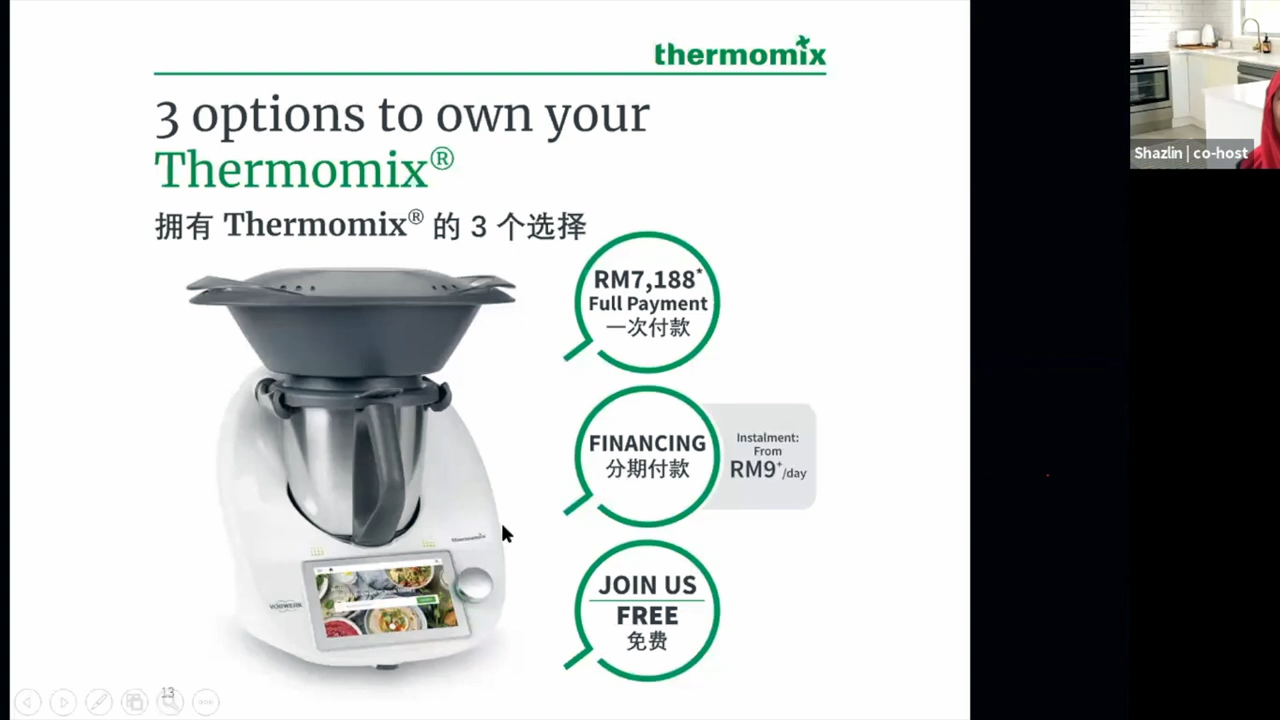 thermomix
3 options to own your
Thermomix®
拥有 Thermomix® 的 3 个选择
RM7,188*
Full Payment
一次付款
FINANCING
分期付款
Instalment:
From
RM9+/day
JOIN US
FREE
免费
thermomix
VORWERK
13
Shazlin | co-host